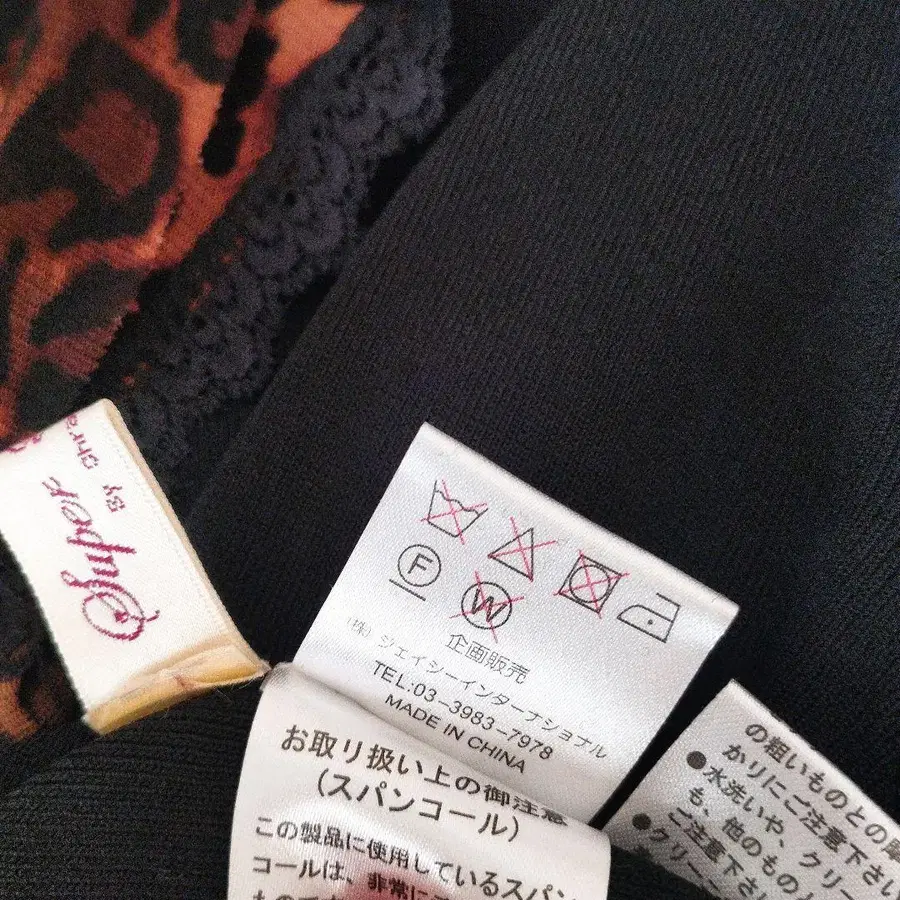 Super
By
F
W
企画販売
(株)ジェイシーインターナショナル
TEL:03-3983-7978
MADE IN CHINA
お取り扱い上の御注意
(スパンコール)
この製品に使用しているスパン
コールは、非常に
の粗いものとの摩
かりにご注意下さい
●水洗いや、クリー
も、他のものと
ご注意下さい
●クリー